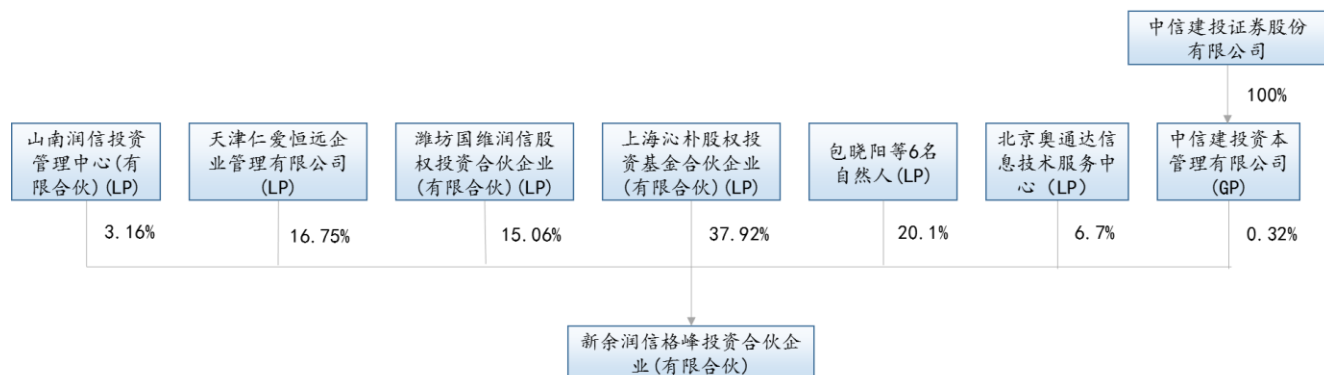 中信建投证券股份
有限公司
100%
山南润信投资
管理中心(有
限合伙)(LP)
天津仁爱恒远企
业管理有限公司
(LP)
潍坊国维润信股
权投资合伙企业
(有限合伙)(LP)
上海沁朴股权投
资基金合伙企业
(有限合伙)(LP)
包晓阳等6名
自然人(LP)
北京奥通达信
息技术服务中
心（LP）
中信建投资本
管理有限公司
(GP)
3.16%
16.75%
15.06%
37.92%
20.1%
6.7%
0.32%
新余润信格峰投资合伙企
业(有限合伙)